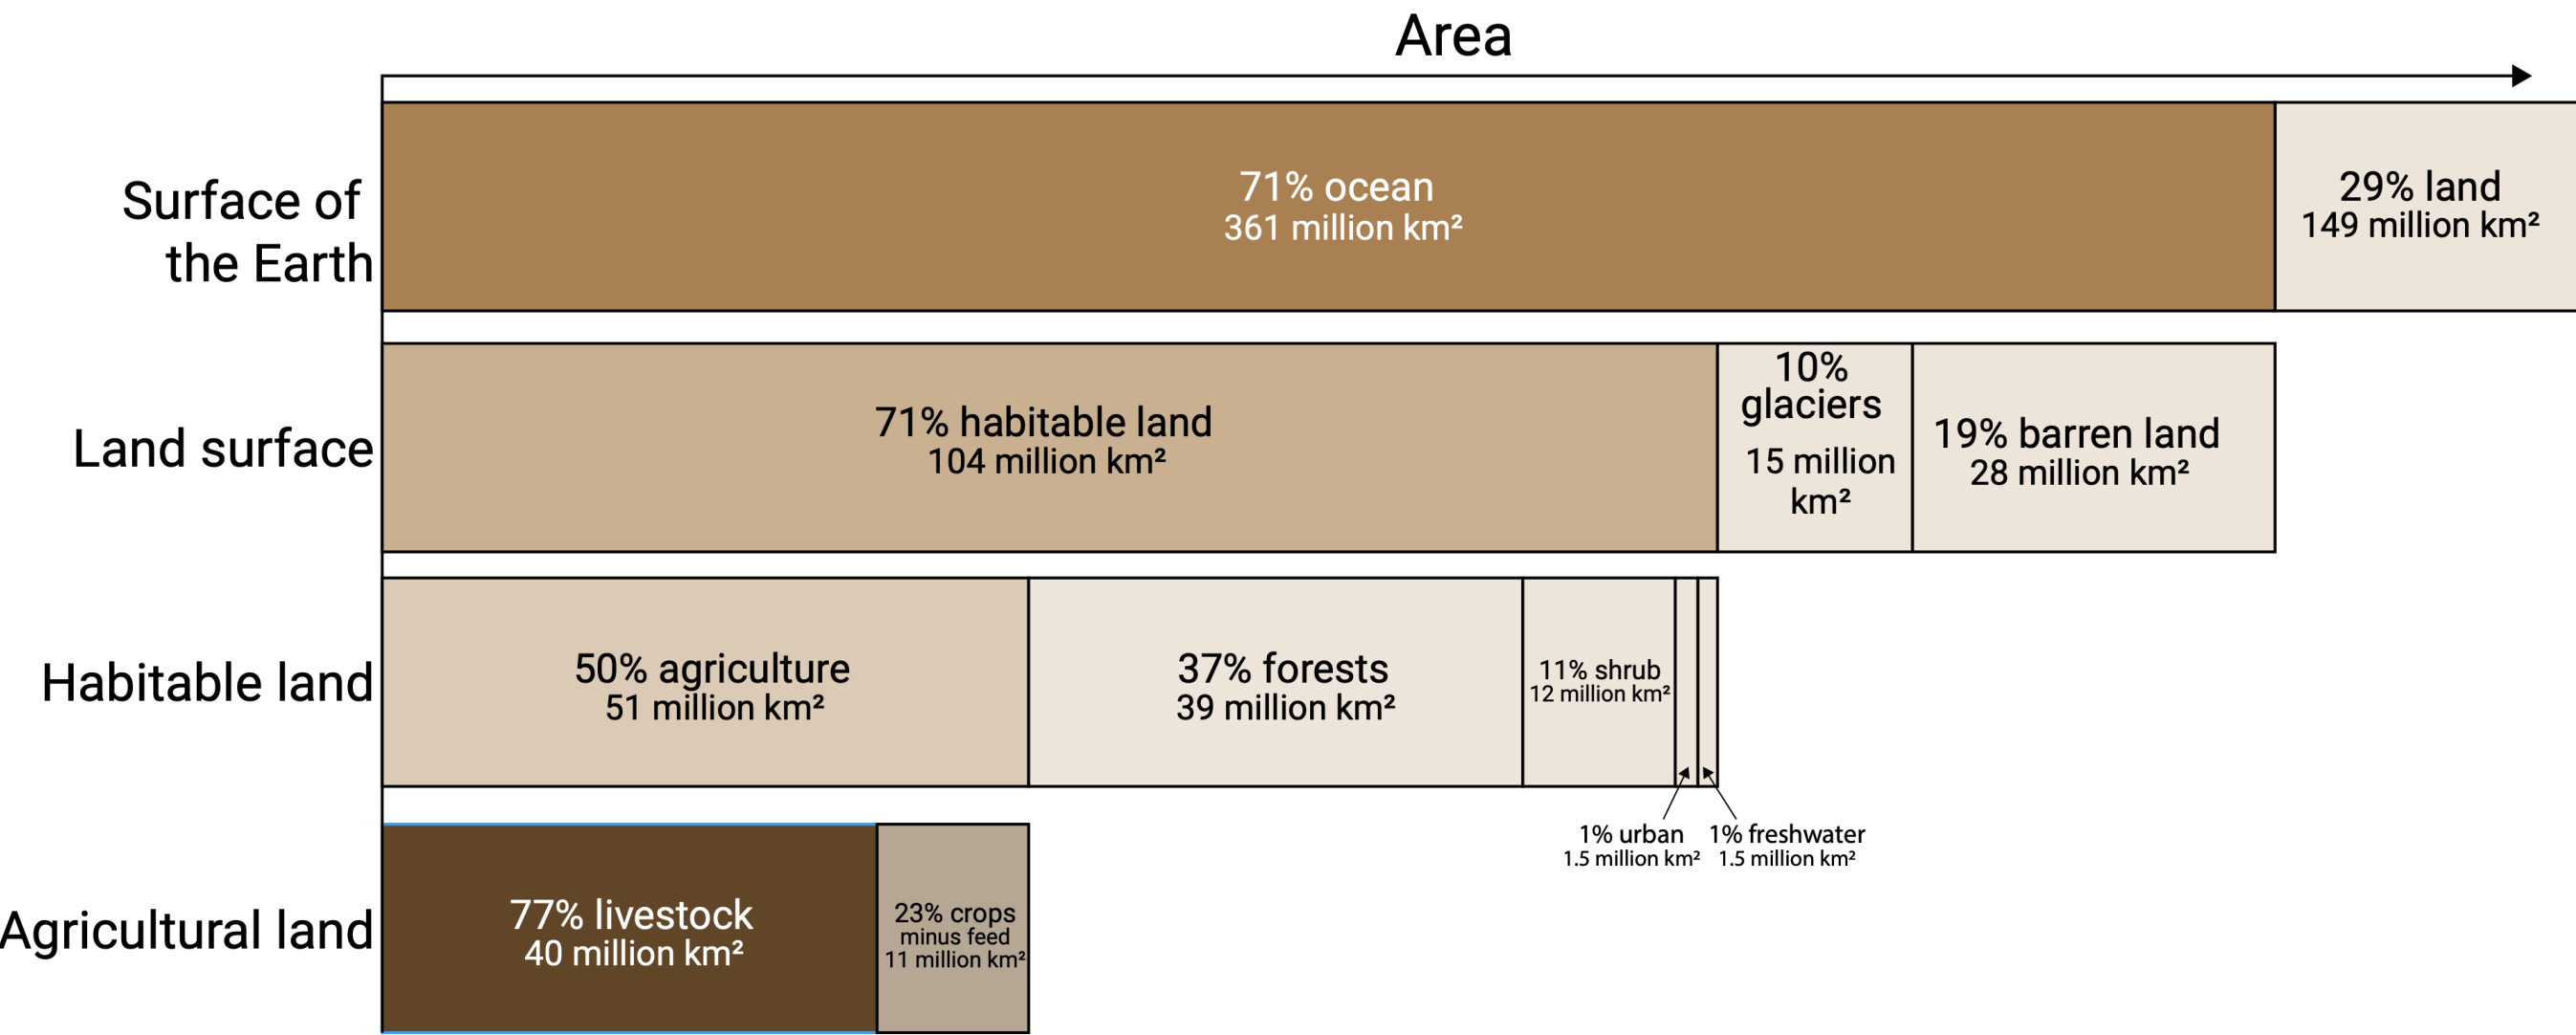 Area
Surface of
the Earth
71% ocean
361 million km²
29% land
149 million km²
Land surface
71% habitable land
104 million km²
10%
glaciers
15 million
km²
19% barren land
28 million km²
Habitable land
50% agriculture
51 million km²
37% forests
39 million km²
11% shrub
12 million km²
1% urban
1.5 million km²
1% freshwater
1.5 million km²
Agricultural land
77% livestock
40 million km²
23% crops
minus feed
11 million km²